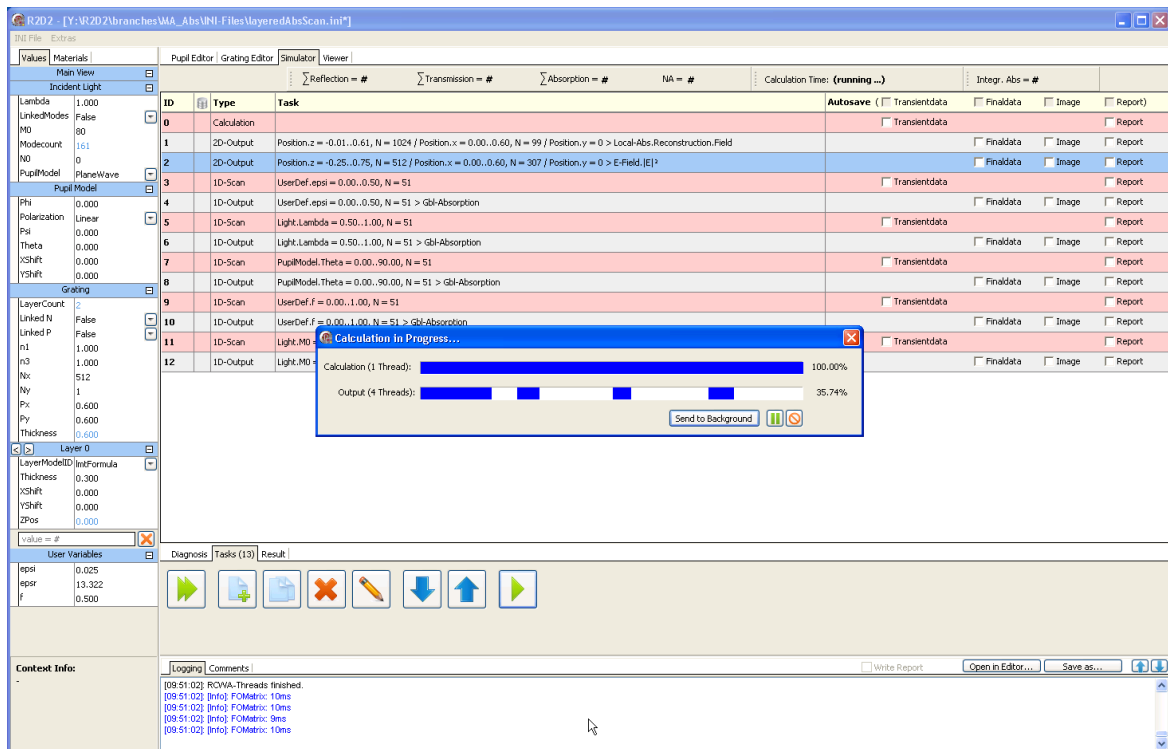 R2D2 - [Y:\R2D2\branches\MA_Abs\INI-Files\layeredAbsScan.ini*]
INI File Extras
Values Materials
Main View
Incident Light
Lambda 1.000
LinkedModes False
M0 80
Modecount 161
N0 0
PupilModel PlaneWave
Pupil Model
Phi 0.000
Polarization Linear
Psi 0.000
Theta 0.000
XShift 0.000
YShift 0.000
Grating
LayerCount 2
Linked N False
Linked P False
n1 1.000
n3 1.000
Nx 512
Ny 1
Px 0.600
Py 0.600
Thickness 0.600
< > Layer 0
LayerModelID lmtFormula
Thickness 0.300
XShift 0.000
YShift 0.000
ZPos 0.000
value = #
User Variables
epsi 0.025
epsr 13.322
f 0.500
Context Info:
-
Pupil Editor Grating Editor Simulator Viewer
∑Reflection = # ∑Transmission = # ∑Absorption = # NA = # Calculation Time: (running ...) Integr. Abs = #
ID Type Task Autosave ( Transientdata Finaldata Image Report)
0 Calculation Transientdata Report
1 2D-Output Position.z = -0.01..0.61, N = 1024 / Position.x = 0.00..0.60, N = 99 / Position.y = 0 > Local-Abs.Reconstruction.Field Finaldata Image Report
2 2D-Output Position.z = -0.25..0.75, N = 512 / Position.x = 0.00..0.60, N = 307 / Position.y = 0 > E-Field.|E|² Finaldata Image Report
3 1D-Scan UserDef.epsi = 0.00..0.50, N = 51 Transientdata Report
4 1D-Output UserDef.epsi = 0.00..0.50, N = 51 > Gbl-Absorption Finaldata Image Report
5 1D-Scan Light.Lambda = 0.50..1.00, N = 51 Transientdata Report
6 1D-Output Light.Lambda = 0.50..1.00, N = 51 > Gbl-Absorption Finaldata Image Report
7 1D-Scan PupilModel.Theta = 0.00..90.00, N = 51 Transientdata Report
8 1D-Output PupilModel.Theta = 0.00..90.00, N = 51 > Gbl-Absorption Finaldata Image Report
9 1D-Scan UserDef.f = 0.00..1.00, N = 51 Transientdata Report
10 1D-Output UserDef.f = 0.00..1.00, N = 51 > Gbl-Absorption Finaldata Image Report
11 1D-Scan Light.M0 = Transientdata Report
12 1D-Output Light.M0 = Finaldata Image Report
Calculation in Progress...
Calculation (1 Thread): 100.00%
Output (4 Threads): 35.74%
Send to Background
Diagnosis Tasks (13) Result
Logging Comments Write Report Open in Editor... Save as...
[09:51:02]: RCWA-Threads finished.
[09:51:02]: [Info]: FOMatrix: 10ms
[09:51:02]: [Info]: FOMatrix: 10ms
[09:51:02]: [Info]: FOMatrix: 9ms
[09:51:02]: [Info]: FOMatrix: 10ms